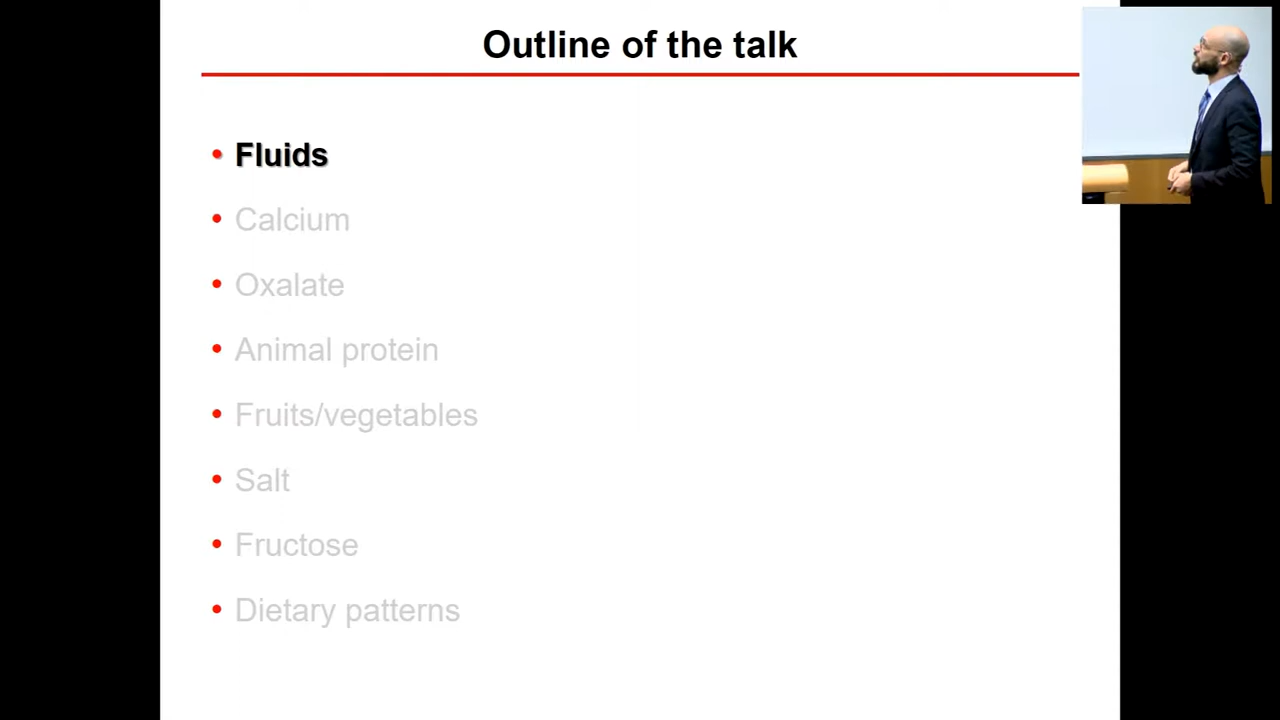 Outline of the talk
• Fluids
• Calcium
• Oxalate
• Animal protein
• Fruits/vegetables
• Salt
• Fructose
• Dietary patterns